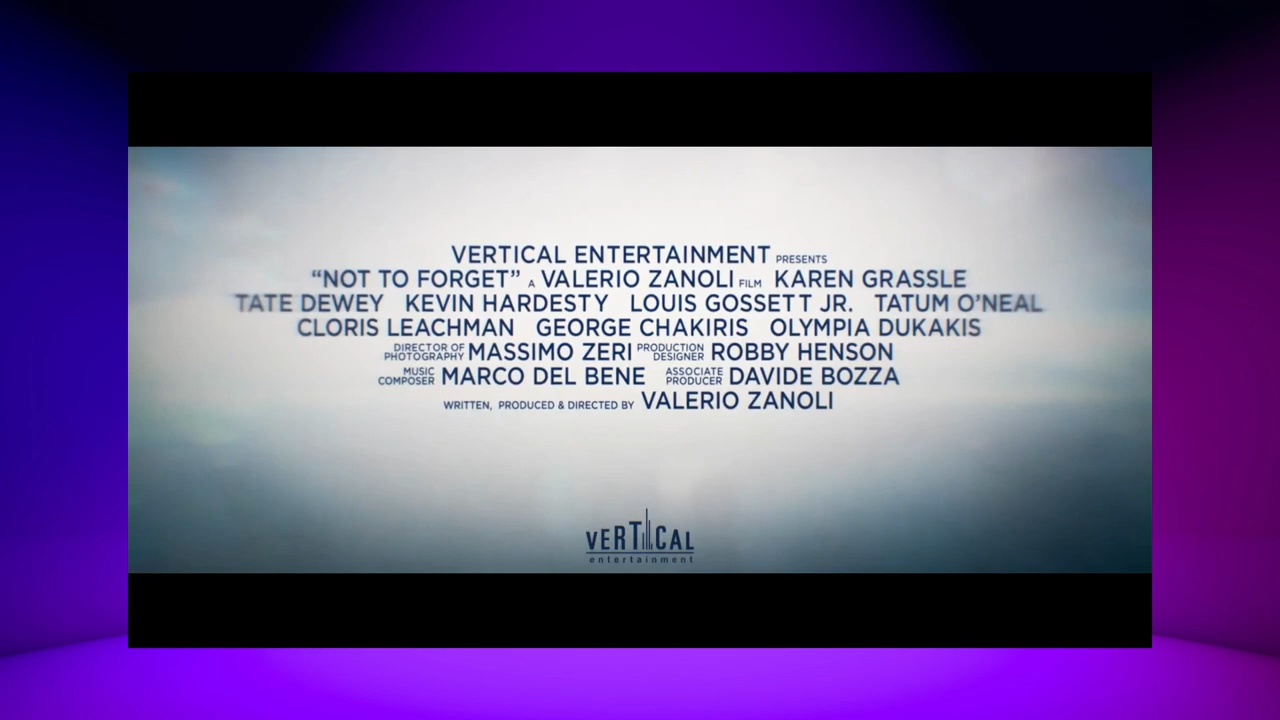 VERTICAL ENTERTAINMENT PRESENTS
“NOT TO FORGET” A VALERIO ZANOLI FILM KAREN GRASSLE
TATE DEWEY KEVIN HARDESTY LOUIS GOSSETT JR. TATUM O’NEAL
CLORIS LEACHMAN GEORGE CHAKIRIS OLYMPIA DUKAKIS
DIRECTOR OF PHOTOGRAPHY MASSIMO ZERI PRODUCTION DESIGNER ROBBY HENSON
MUSIC COMPOSER MARCO DEL BENE ASSOCIATE PRODUCER DAVIDE BOZZA
WRITTEN, PRODUCED & DIRECTED BY VALERIO ZANOLI
VERTICAL
entertainment